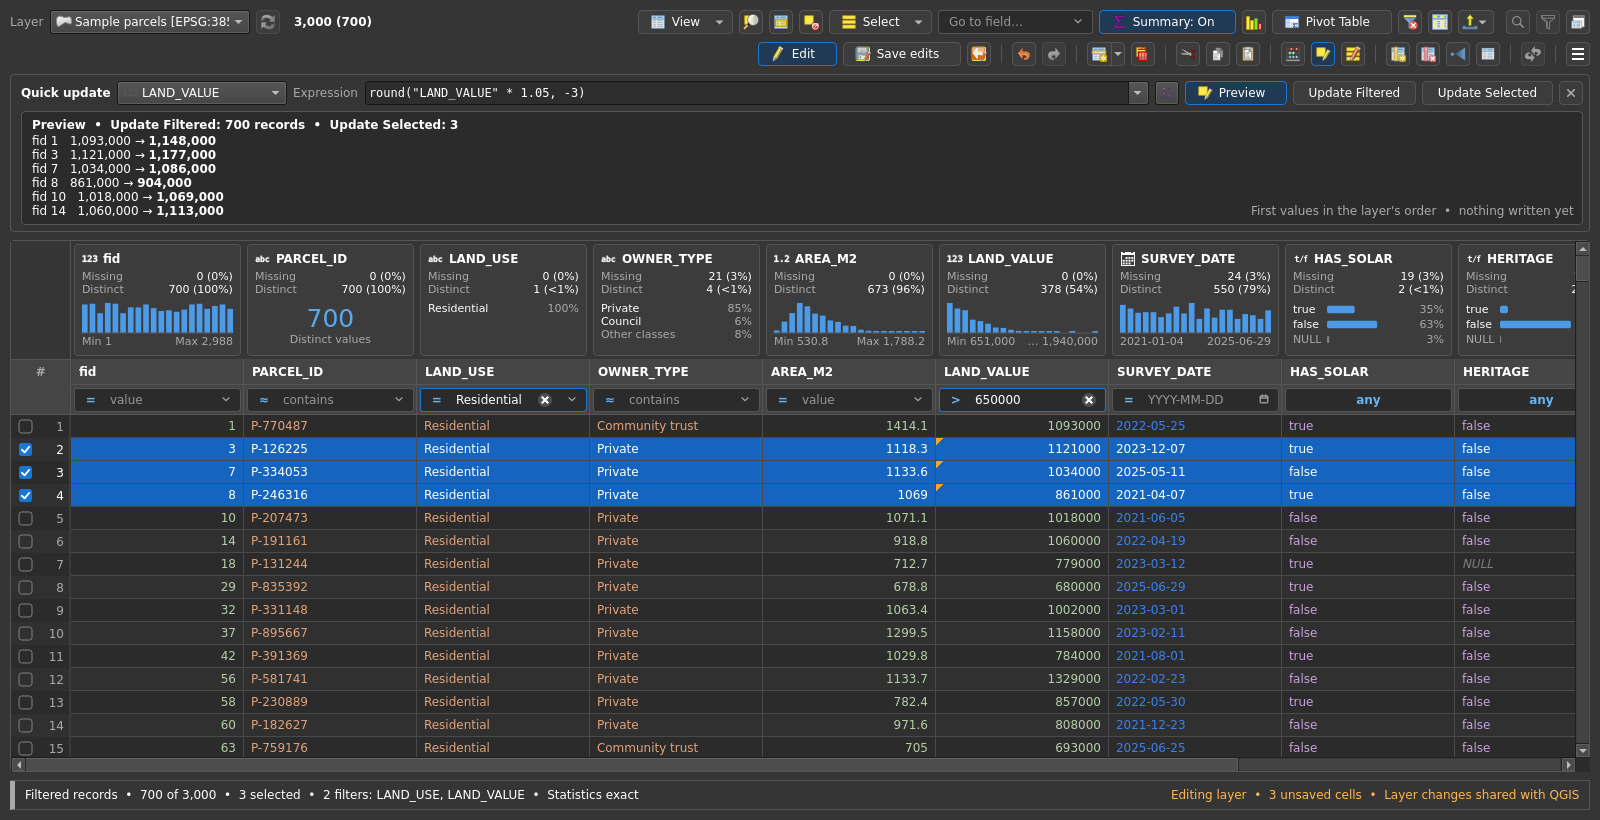 Layer Sample parcels [EPSG:385 3,000 (700) View Select Go to field... Summary: On Pivot Table
Edit Save edits
Quick update LAND_VALUE Expression round("LAND_VALUE" * 1.05, -3) Preview Update Filtered Update Selected
Preview • Update Filtered: 700 records • Update Selected: 3
fid 1 1,093,000 → 1,148,000
fid 3 1,121,000 → 1,177,000
fid 7 1,034,000 → 1,086,000
fid 8 861,000 → 904,000
fid 10 1,018,000 → 1,069,000
fid 14 1,060,000 → 1,113,000
First values in the layer's order • nothing written yet
123 fid abc PARCEL_ID abc LAND_USE abc OWNER_TYPE 1.2 AREA_M2 123 LAND_VALUE SURVEY_DATE t/f HAS_SOLAR t/f HERITAGE
Missing 0 (0%) Missing 0 (0%) Missing 0 (0%) Missing 21 (3%) Missing 0 (0%) Missing 0 (0%) Missing 24 (3%) Missing 19 (3%) Missing
Distinct 700 (100%) Distinct 700 (100%) Distinct 1 (<1%) Distinct 4 (<1%) Distinct 673 (96%) Distinct 378 (54%) Distinct 550 (79%) Distinct 2 (<1%) Distinct 2
700 Residential 100% Private 85% true 35% true
Distinct values Council 6% false 63% false
Other classes 8% NULL 3% NULL
Min 1 Max 2,988 Min 530.8 Max 1,788.2 Min 651,000 ... 1,940,000 2021-01-04 2025-06-29
# fid PARCEL_ID LAND_USE OWNER_TYPE AREA_M2 LAND_VALUE SURVEY_DATE HAS_SOLAR HERITAGE
= value ≈ contains = Residential ≈ contains = value > 650000 = YYYY-MM-DD any any
1 1 P-770487 Residential Community trust 1414.1 1093000 2022-05-25 true false
2 3 P-126225 Residential Private 1118.3 1121000 2023-12-07 true false
3 7 P-334053 Residential Private 1133.6 1034000 2025-05-11 false false
4 8 P-246316 Residential Private 1069 861000 2021-04-07 true false
5 10 P-207473 Residential Private 1071.1 1018000 2021-06-05 false false
6 14 P-191161 Residential Private 918.8 1060000 2022-04-19 false false
7 18 P-131244 Residential Private 712.7 779000 2023-03-12 true NULL
8 29 P-835392 Residential Private 678.8 680000 2025-06-29 true false
9 32 P-331148 Residential Private 1063.4 1002000 2023-03-01 false false
10 37 P-895667 Residential Private 1299.5 1158000 2023-02-11 false false
11 42 P-391369 Residential Private 1029.8 784000 2021-08-01 true false
12 56 P-581741 Residential Private 1133.7 1329000 2022-02-23 false false
13 58 P-230889 Residential Private 782.4 857000 2022-05-30 true false
14 60 P-182627 Residential Private 971.6 808000 2021-12-23 false false
15 63 P-759176 Residential Community trust 705 693000 2025-06-25 false false
Filtered records • 700 of 3,000 • 3 selected • 2 filters: LAND_USE, LAND_VALUE • Statistics exact Editing layer • 3 unsaved cells • Layer changes shared with QGIS